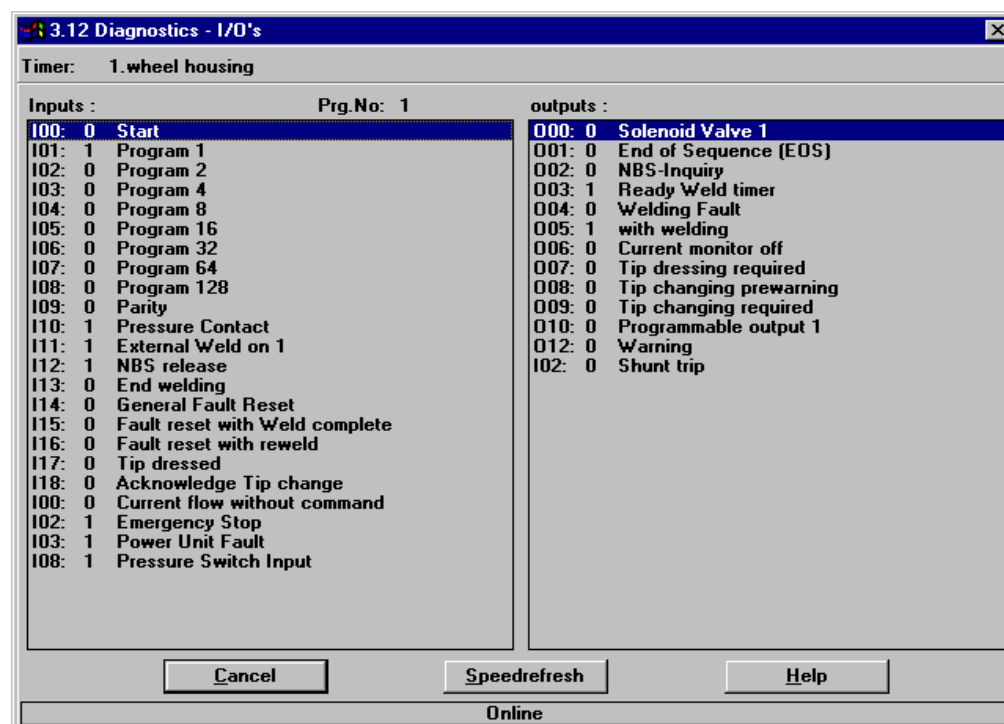 3.12 Diagnostics - I/O's
Timer: 1.wheel housing
Inputs : Prg.No: 1
I00: 0 Start
I01: 1 Program 1
I02: 0 Program 2
I03: 0 Program 4
I04: 0 Program 8
I05: 0 Program 16
I06: 0 Program 32
I07: 0 Program 64
I08: 0 Program 128
I09: 0 Parity
I10: 1 Pressure Contact
I11: 1 External Weld on 1
I12: 1 NBS release
I13: 0 End welding
I14: 0 General Fault Reset
I15: 0 Fault reset with Weld complete
I16: 0 Fault reset with reweld
I17: 0 Tip dressed
I18: 0 Acknowledge Tip change
I00: 0 Current flow without command
I02: 1 Emergency Stop
I03: 1 Power Unit Fault
I08: 1 Pressure Switch Input
outputs :
O00: 0 Solenoid Valve 1
O01: 0 End of Sequence (EOS)
O02: 0 NBS-Inquiry
O03: 1 Ready Weld timer
O04: 0 Welding Fault
O05: 1 with welding
O06: 0 Current monitor off
O07: 0 Tip dressing required
O08: 0 Tip changing prewarning
O09: 0 Tip changing required
O10: 0 Programmable output 1
O12: 0 Warning
I02: 0 Shunt trip
Cancel Speedrefresh Help
Online